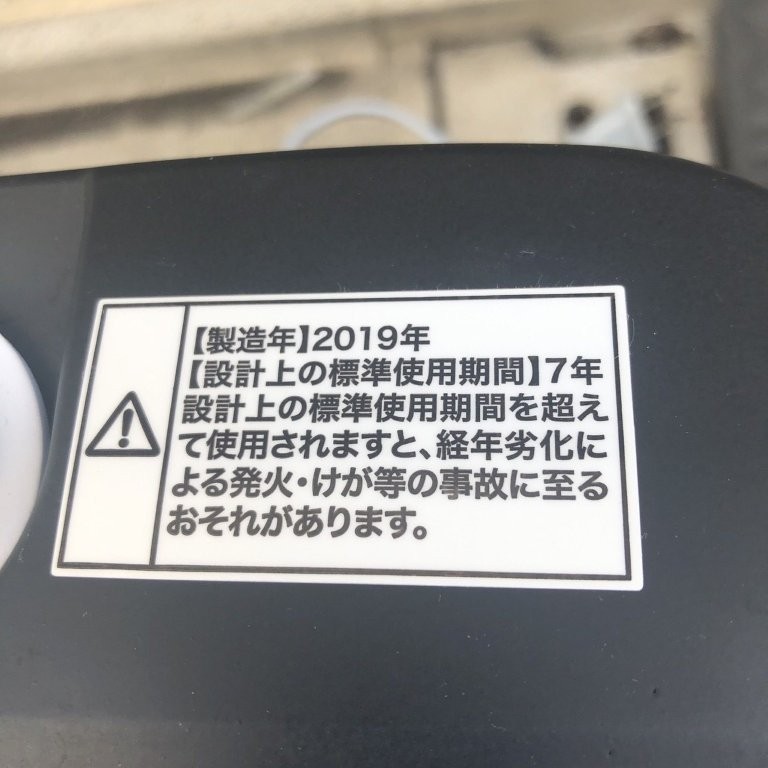 【製造年】2019年
【設計上の標準使用期間】7年
設計上の標準使用期間を超え
て使用されますと、経年劣化に
よる発火・けが等の事故に至る
おそれがあります。